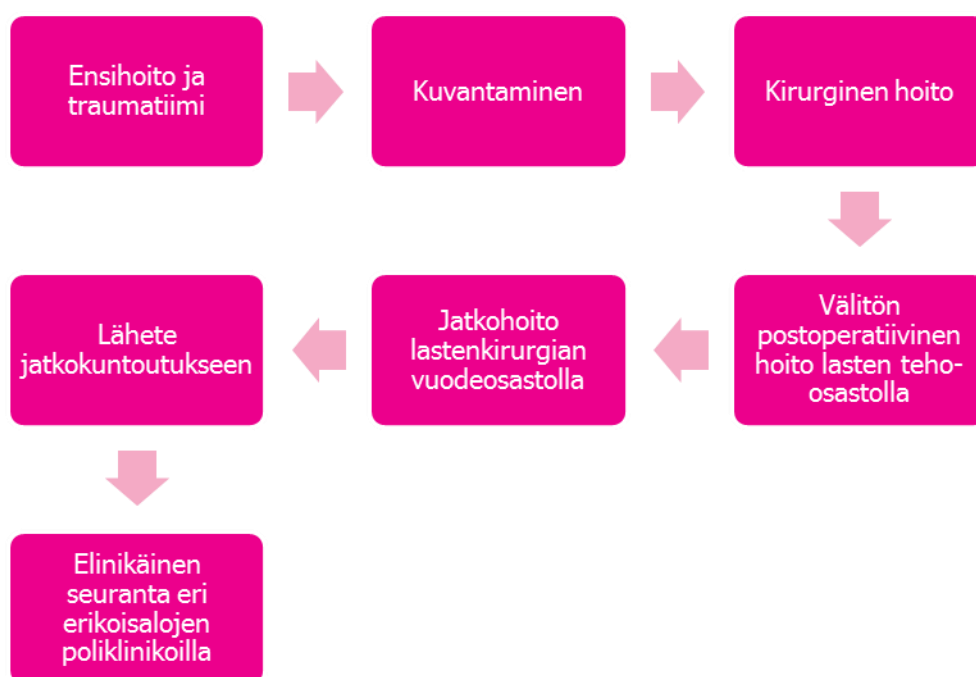 Ensihoito ja
traumatiimi
Kuvantaminen
Kirurginen hoito
Välitön
postoperatiivinen
hoito lasten teho-
osastolla
Jatkohoito
lastenkirurgian
vuodeosastolla
Lähete
jatkokuntoutukseen
Elinikäinen
seuranta eri
erikoisalojen
poliklinikoilla